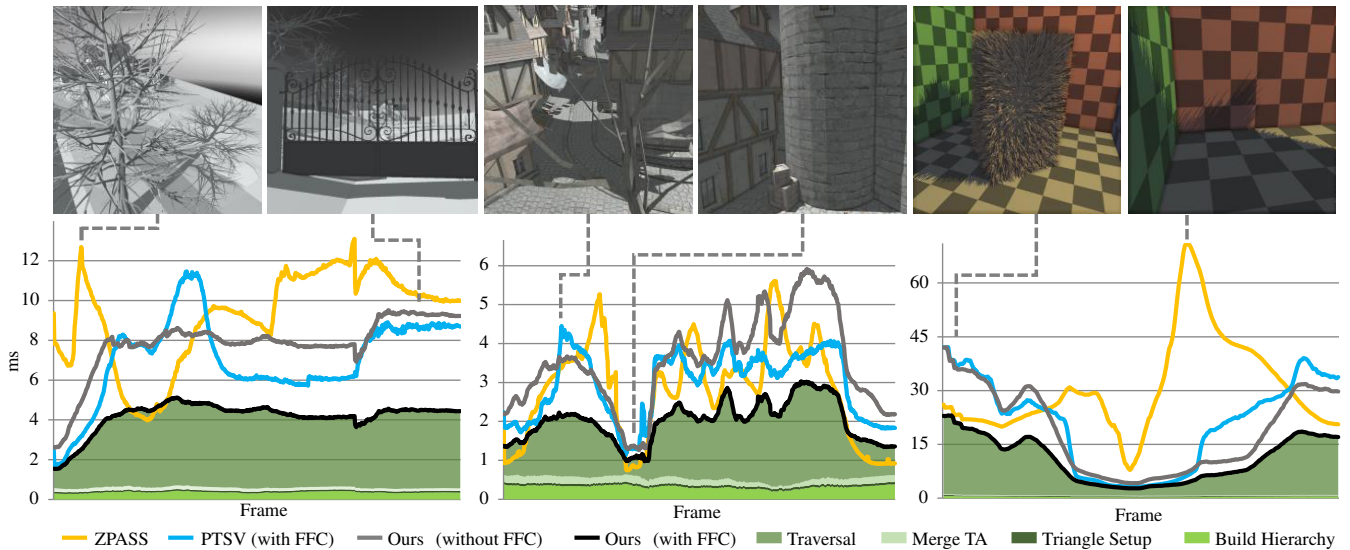 12
10
8
6
4
2
0
ms
Frame
6
5
4
3
2
1
0
Frame
60
45
30
15
0
Frame
ZPASS
PTSV (with FFC)
Ours (without FFC)
Ours (with FFC)
Traversal
Merge TA
Triangle Setup
Build Hierarchy